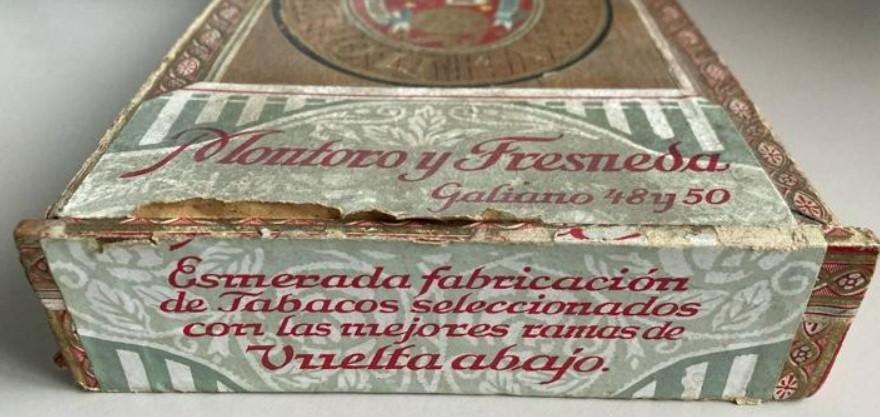 Montoro y Fresneda
Galiano 48 y 50
Esmerada fabricación
de Tabacos seleccionados
con las mejores ramas de
Vuelta abajo.